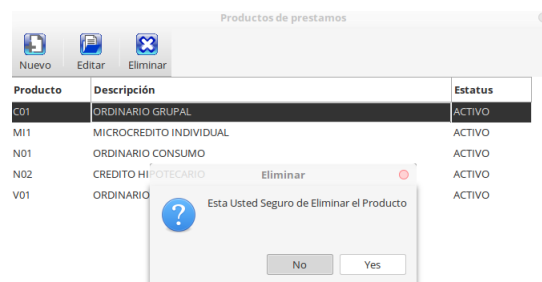 Productos de prestamos
Nuevo Editar Eliminar
Producto Descripción Estatus
C01 ORDINARIO GRUPAL ACTIVO
MI1 MICROCREDITO INDIVIDUAL ACTIVO
N01 ORDINARIO CONSUMO ACTIVO
N02 CREDITO HIPOTECARIO ACTIVO
V01 ORDINARIO ACTIVO
Eliminar
Esta Usted Seguro de Eliminar el Producto
No Yes